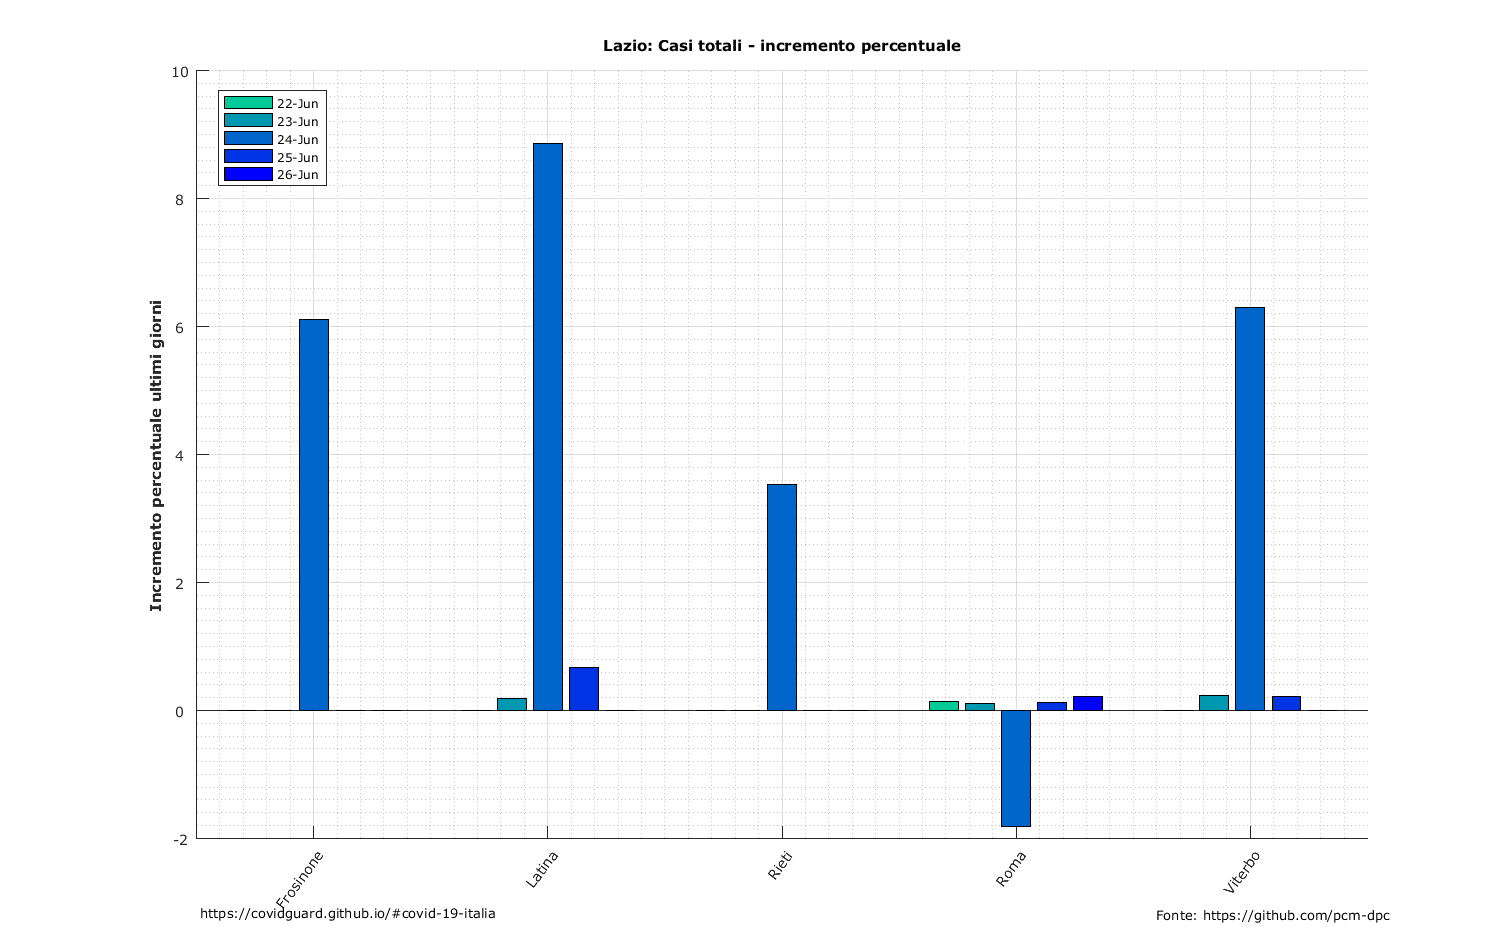 Lazio: Casi totali - incremento percentuale
Incremento percentuale ultimi giorni
10
8
6
4
2
0
-2
22-Jun
23-Jun
24-Jun
25-Jun
26-Jun
Frosinone
Latina
Rieti
Roma
Viterbo
https://covidguard.github.io/#covid-19-italia
Fonte: https://github.com/pcm-dpc